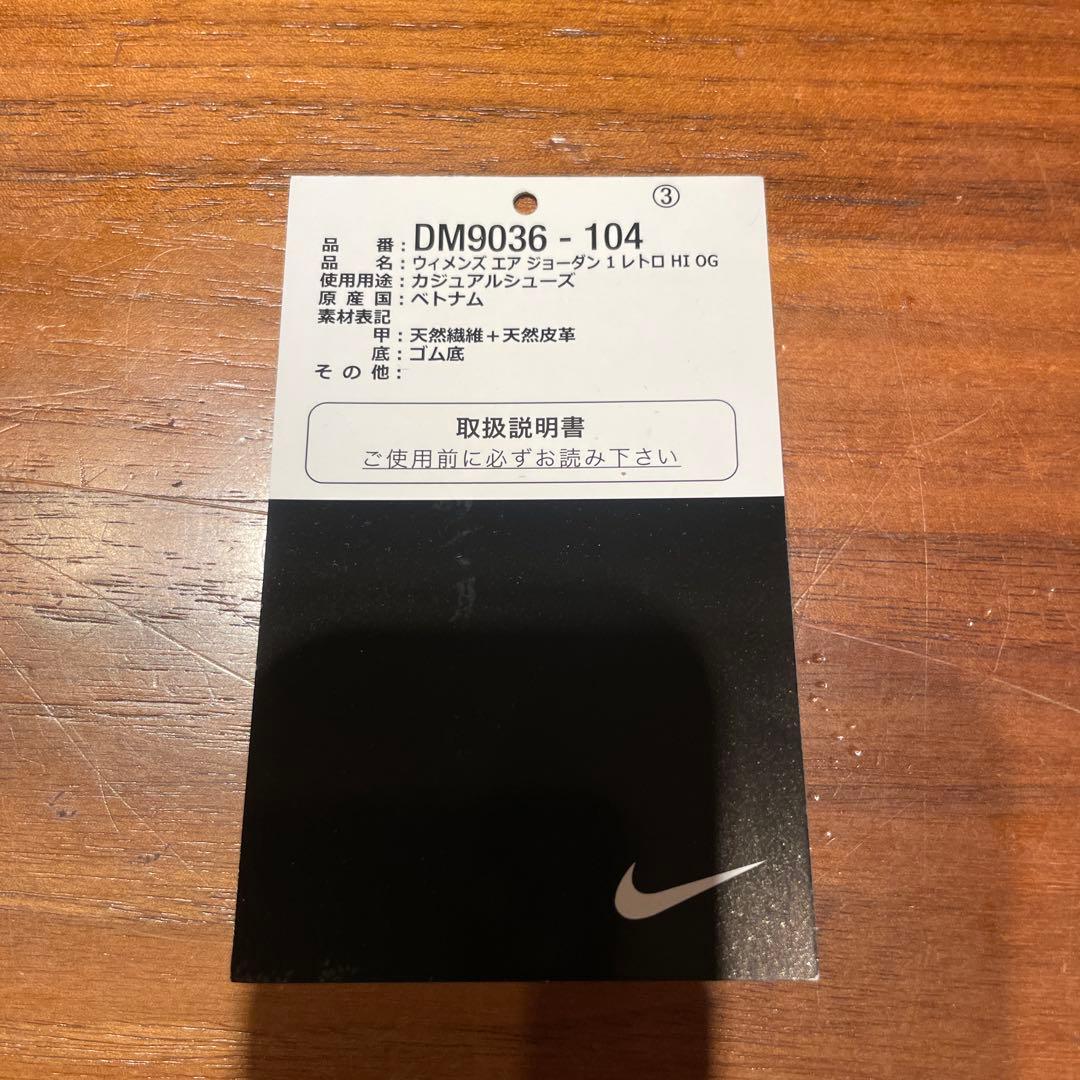 ③
品 番：DM9036 - 104
品 名：ウィメンズ エア ジョーダン 1 レトロ HI OG
使用用途：カジュアルシューズ
原 産 国：ベトナム
素材表記
甲：天然繊維＋天然皮革
底：ゴム底
そ の 他：
取扱説明書
ご使用前に必ずお読み下さい